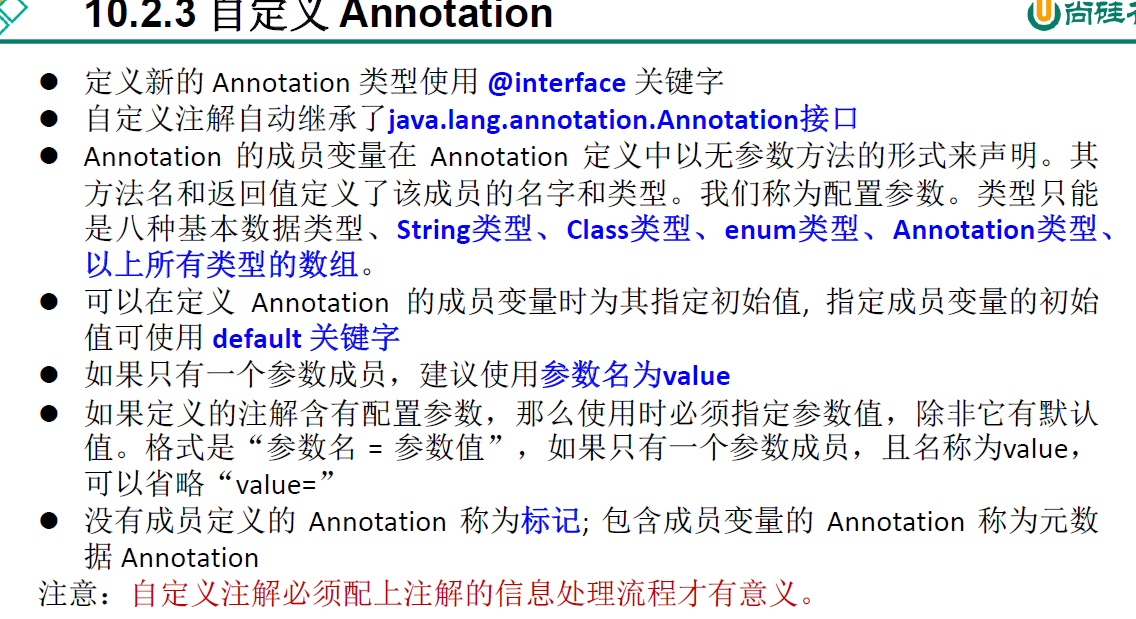 10.2.3 自定义 Annotation
尚硅
定义新的 Annotation 类型使用 @interface 关键字
自定义注解自动继承了java.lang.annotation.Annotation接口
Annotation 的成员变量在 Annotation 定义中以无参数方法的形式来声明。其
方法名和返回值定义了该成员的名字和类型。我们称为配置参数。类型只能
是八种基本数据类型、String类型、Class类型、enum类型、Annotation类型、
以上所有类型的数组。
可以在定义 Annotation 的成员变量时为其指定初始值, 指定成员变量的初始
值可使用 default 关键字
如果只有一个参数成员，建议使用参数名为value
如果定义的注解含有配置参数，那么使用时必须指定参数值，除非它有默认
值。格式是“参数名 = 参数值”，如果只有一个参数成员，且名称为value，
可以省略“value=”
没有成员定义的 Annotation 称为标记; 包含成员变量的 Annotation 称为元数
据 Annotation
注意：自定义注解必须配上注解的信息处理流程才有意义。